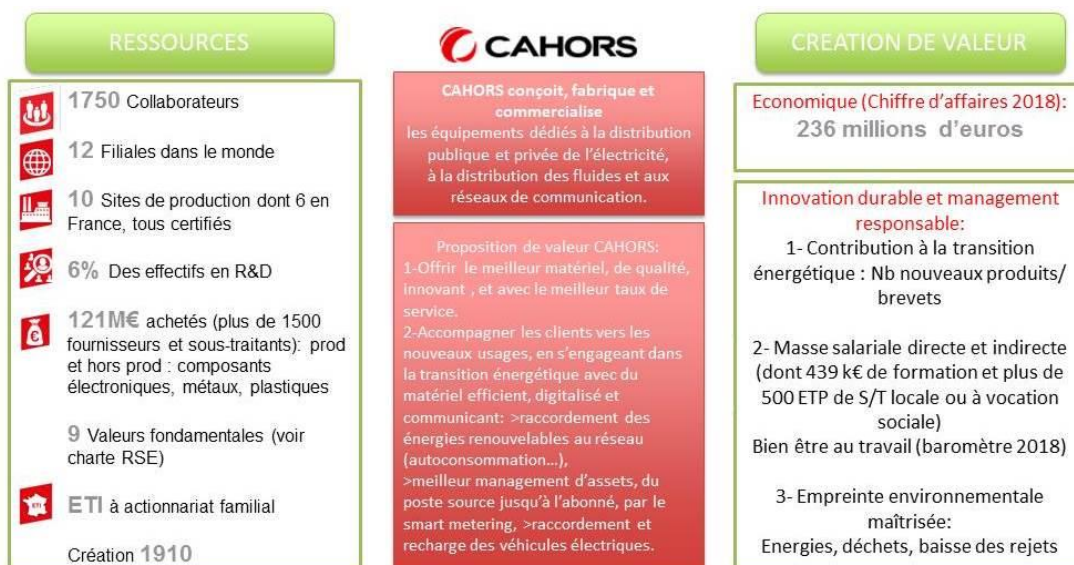 RESSOURCES
1750 Collaborateurs
12 Filiales dans le monde
10 Sites de production dont 6 en
France, tous certifiés
6% Des effectifs en R&D
121M€ achetés (plus de 1500
fournisseurs et sous-traitants): prod
et hors prod : composants
électroniques, métaux, plastiques
9 Valeurs fondamentales (voir
charte RSE)
ETI
ETI à actionnariat familial
Création 1910
CAHORS
CAHORS conçoit, fabrique et
commercialise
les équipements dédiés à la distribution
publique et privée de l'électricité,
à la distribution des fluides et aux
réseaux de communication.
Proposition de valeur CAHORS:
1-Offrir le meilleur matériel, de qualité,
innovant , et avec le meilleur taux de
service.
2-Accompagner les clients vers les
nouveaux usages, en s'engageant dans
la transition énergétique avec du
matériel efficient, digitalisé et
communicant: >raccordement des
énergies renouvelables au réseau
(autoconsommation...),
>meilleur management d'assets, du
poste source jusqu'à l'abonné, par le
smart metering, >raccordement et
recharge des véhicules électriques.
CREATION DE VALEUR
Economique (Chiffre d'affaires 2018):
236 millions d'euros
Innovation durable et management
responsable:
1- Contribution à la transition
énergétique : Nb nouveaux produits/
brevets
2- Masse salariale directe et indirecte
(dont 439 k€ de formation et plus de
500 ETP de S/T locale ou à vocation
sociale)
Bien être au travail (baromètre 2018)
3- Empreinte environnementale
maîtrisée:
Energies, déchets, baisse des rejets